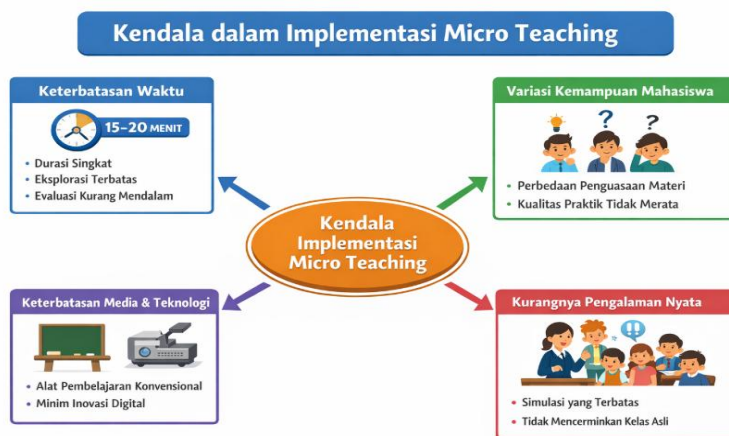 Kendala dalam Implementasi Micro Teaching
Keterbatasan Waktu
15–20 MENIT
• Durasi Singkat
• Eksplorasi Terbatas
• Evaluasi Kurang Mendalam
Variasi Kemampuan Mahasiswa
? ?
• Perbedaan Penguasaan Materi
• Kualitas Praktik Tidak Merata
Kendala
Implementasi
Micro Teaching
Keterbatasan Media & Teknologi
• Alat Pembelajaran Konvensional
• Minim Inovasi Digital
Kurangnya Pengalaman Nyata
!!
• Simulasi yang Terbatas
• Tidak Mencerminkan Kelas Asli